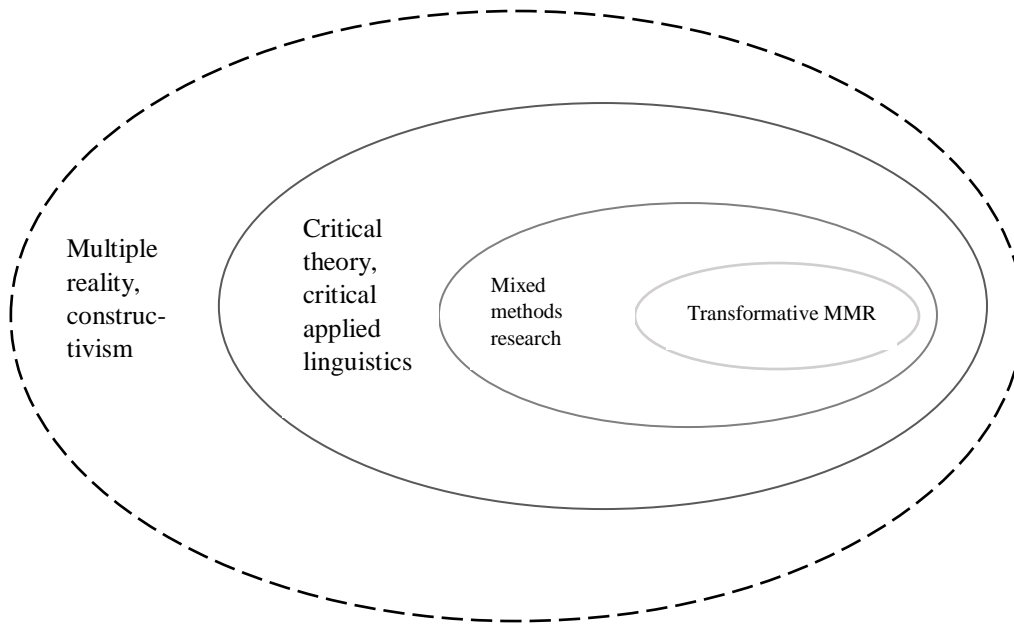 Multiple
reality,
construc-
tivism
Critical
theory,
critical
applied
linguistics
Mixed
methods
research
Transformative MMR